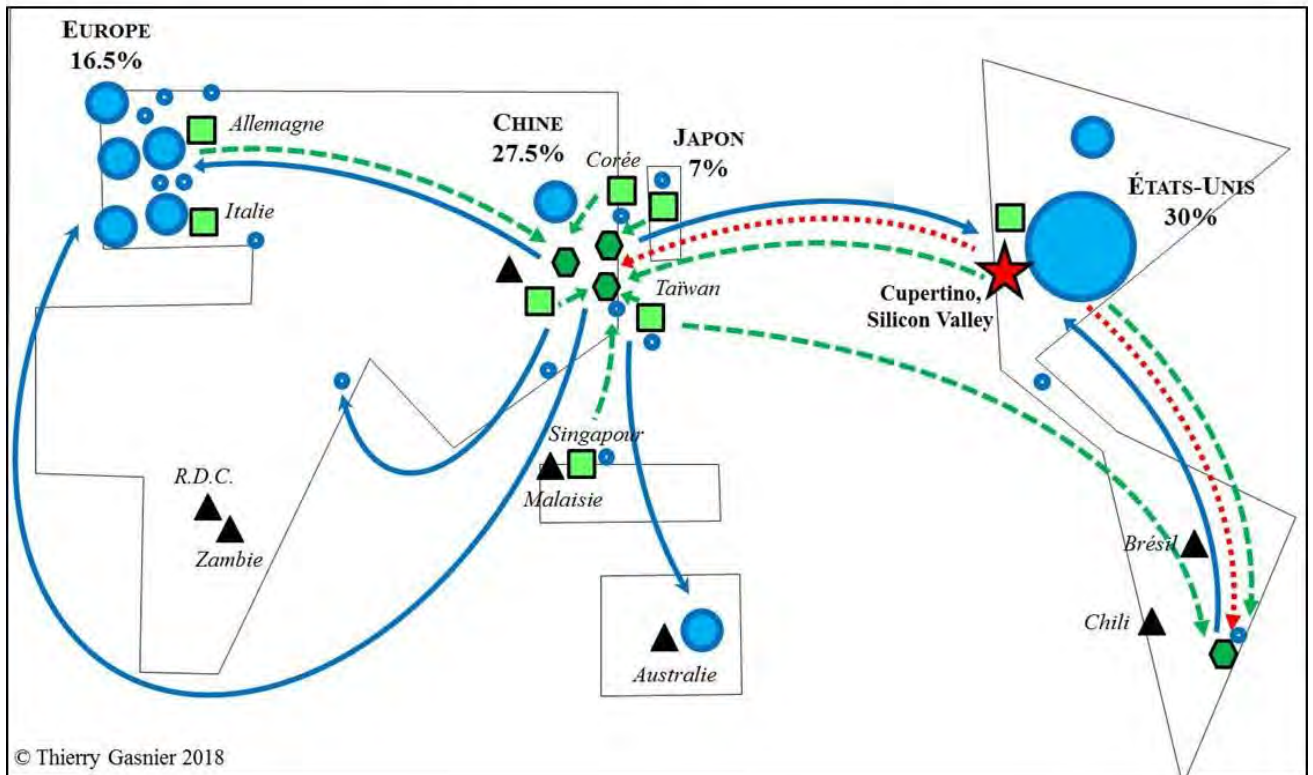 EUROPE
16.5%
Allemagne
Italie
CHINE
27.5%
Corée
JAPON
7%
ÉTATS-UNIS
30%
Taïwan
Cupertino,
Silicon Valley
Singapour
Malaisie
R.D.C.
Zambie
Brésil
Chili
Australie
© Thierry Gasnier 2018